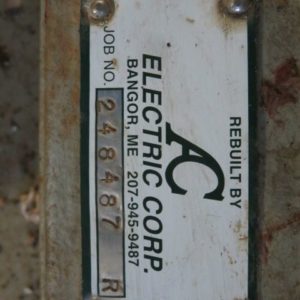 REBUILT BY
AC
ELECTRIC CORP.
BANGOR, ME 207-945-9487
JOB NO. 248487 R